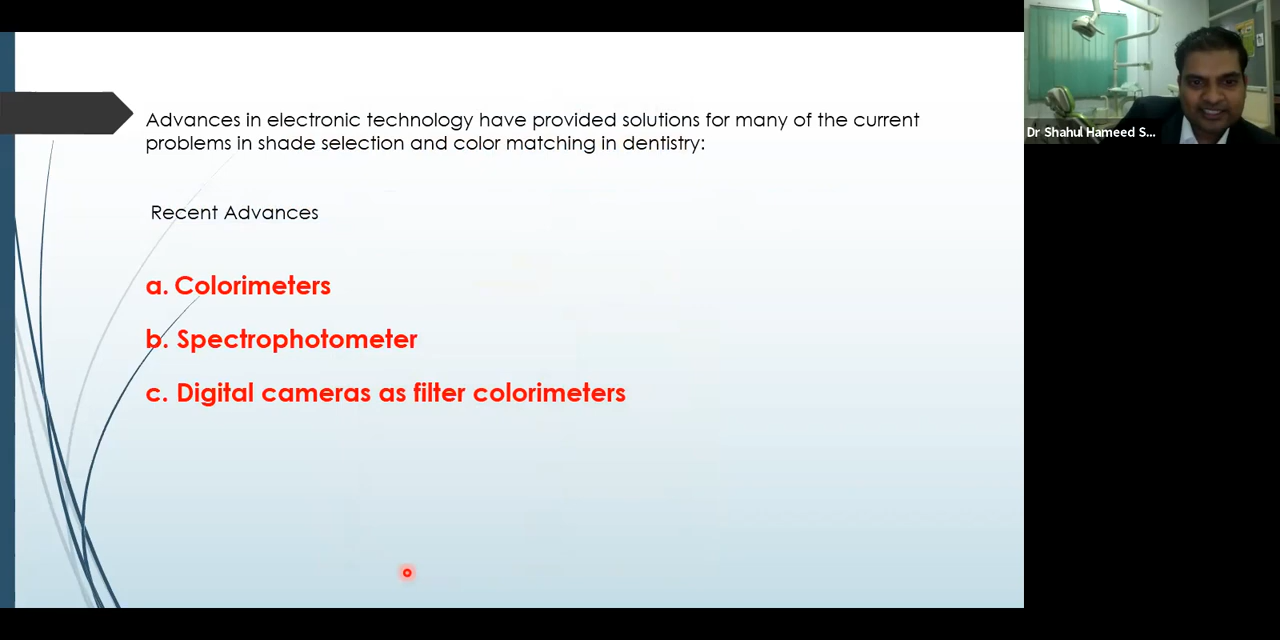 Advances in electronic technology have provided solutions for many of the current
problems in shade selection and color matching in dentistry:
Recent Advances
a. Colorimeters
b. Spectrophotometer
c. Digital cameras as filter colorimeters
Dr Shahul Hameed S...